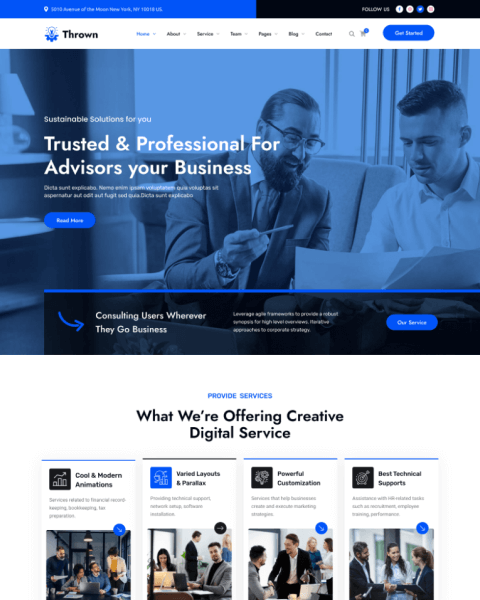 5010 Avenue of the Moon New York, NY 10018 US.
FOLLOW US
Thrown
Home
About
Service
Team
Pages
Blog
Contact
Get Started
Sustainable Solutions for you
Trusted & Professional For
Advisors your Business
Dicta sunt explicabo. Nemo enim ipsam voluptatem quia voluptas sit
aspernatur aut odit aut fugit sed quia.Dicta sunt explicabo
Read More
Consulting Users Wherever
They Go Business
Leverage agile frameworks to provide a robust
synopsis for high level overviews. Iterative
approaches to corporate strategy.
Our Service
PROVIDE SERVICES
What We're Offering Creative
Digital Service
Cool & Modern
Animations
Services related to financial record
keeping, bookkeeping, tax
preparation.
Varied Layouts
& Parallax
Providing technical support,
network setup, software
installation.
Powerful
Customization
Services that help businesses
create and execute marketing
strategies.
Best Technical
Supports
Assistance with HR-related tasks
such as recruitment, employee
training, performance.